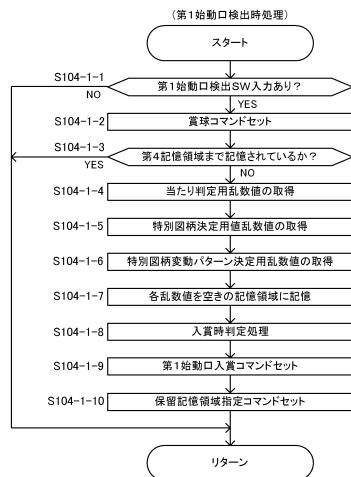 (第1始動口検出時処理)
スタート
S104-1-1
第1始動口検出SW入力あり?
NO
YES
S104-1-2
賞球コマンドセット
S104-1-3
第4記憶領域まで記憶されているか?
YES
NO
S104-1-4
当たり判定用乱数値の取得
S104-1-5
特別図柄決定用値乱数値の取得
S104-1-6
特別図柄変動パターン決定用乱数値の取得
S104-1-7
各乱数値を空きの記憶領域に記憶
S104-1-8
入賞時判定処理
S104-1-9
第1始動口入賞コマンドセット
S104-1-10
保留記憶領域指定コマンドセット
リターン